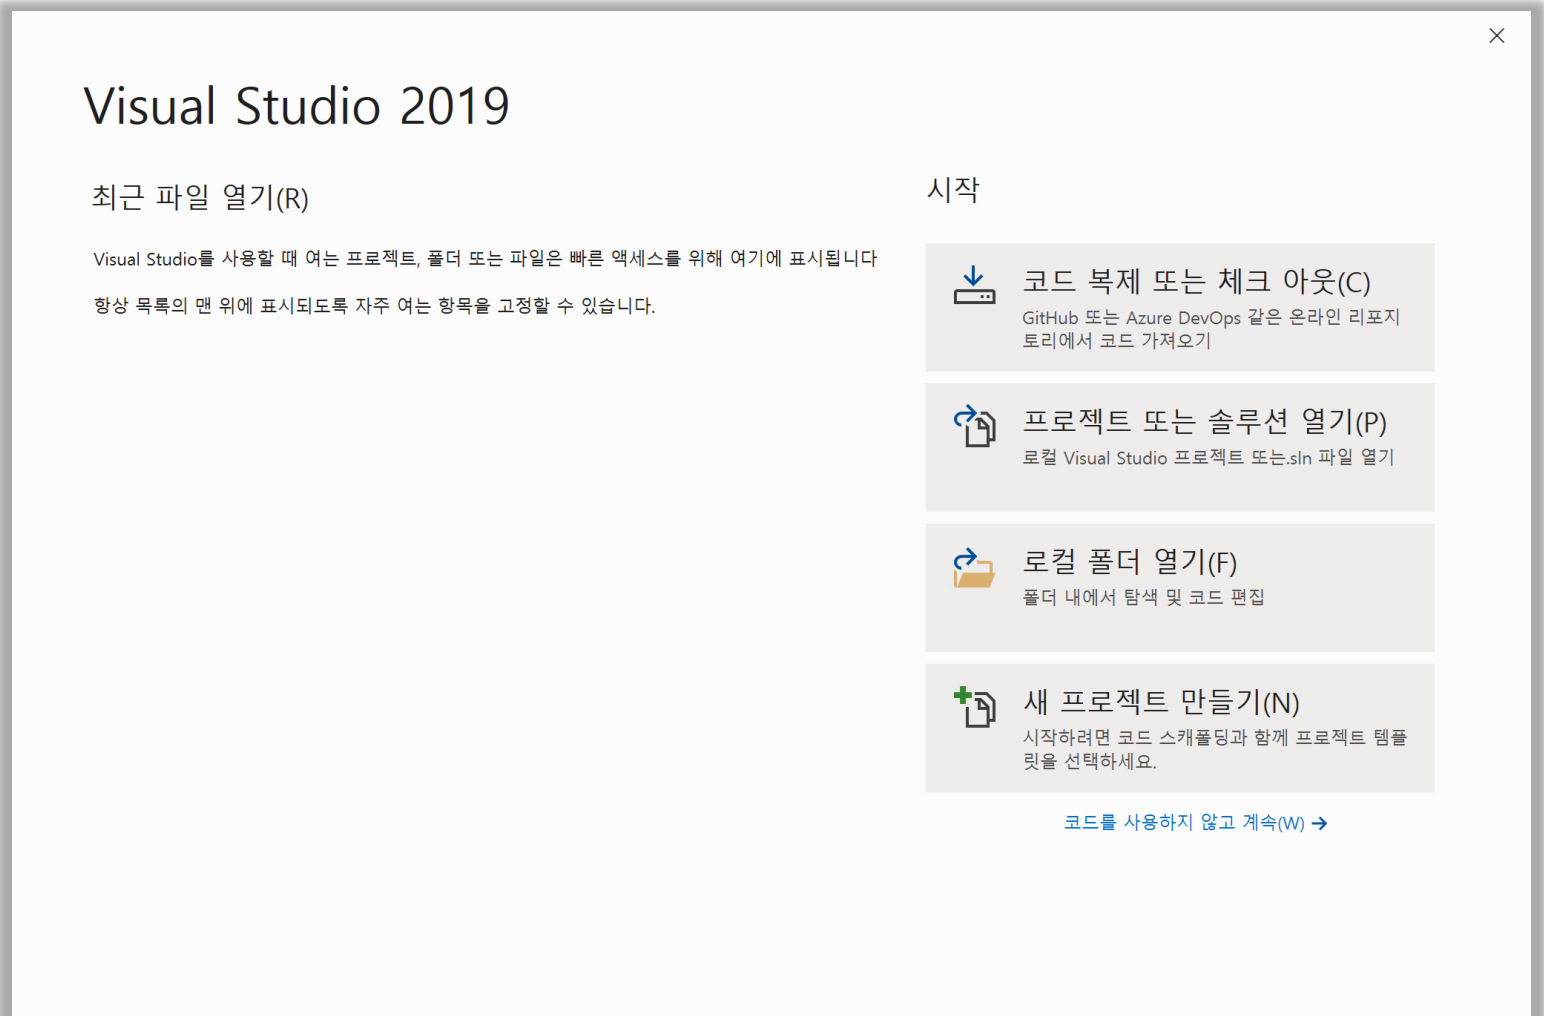 Visual Studio 2019
최근 파일 열기(R)
Visual Studio를 사용할 때 여는 프로젝트, 폴더 또는 파일은 빠른 액세스를 위해 여기에 표시됩니다
항상 목록의 맨 위에 표시되도록 자주 여는 항목을 고정할 수 있습니다.
시작
코드 복제 또는 체크 아웃(C)
GitHub 또는 Azure DevOps 같은 온라인 리포지
토리에서 코드 가져오기
프로젝트 또는 솔루션 열기(P)
로컬 Visual Studio 프로젝트 또는.sln 파일 열기
로컬 폴더 열기(F)
폴더 내에서 탐색 및 코드 편집
새 프로젝트 만들기(N)
시작하려면 코드 스캐폴딩과 함께 프로젝트 템플
릿을 선택하세요.
코드를 사용하지 않고 계속(W)